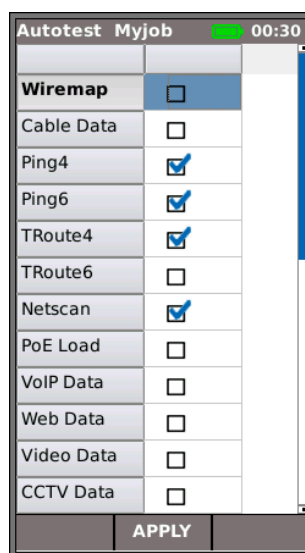 Autotest Myjob 00:30
Wiremap
Cable Data
Ping4
Ping6
TRoute4
TRoute6
Netscan
PoE Load
VoIP Data
Web Data
Video Data
CCTV Data
APPLY